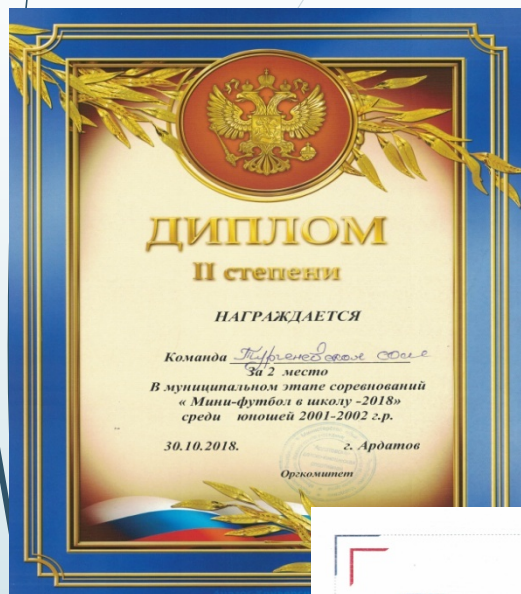 ДИПЛОМ
II степени
НАГРАЖДАЕТСЯ
Команда Тургеневская
За 2 место
В муниципальном этапе соревнований
« Мини-футбол в школу -2018»
среди юношей 2001-2002 г.р.
30.10.2018. г. Ардатов
Оргкомитет